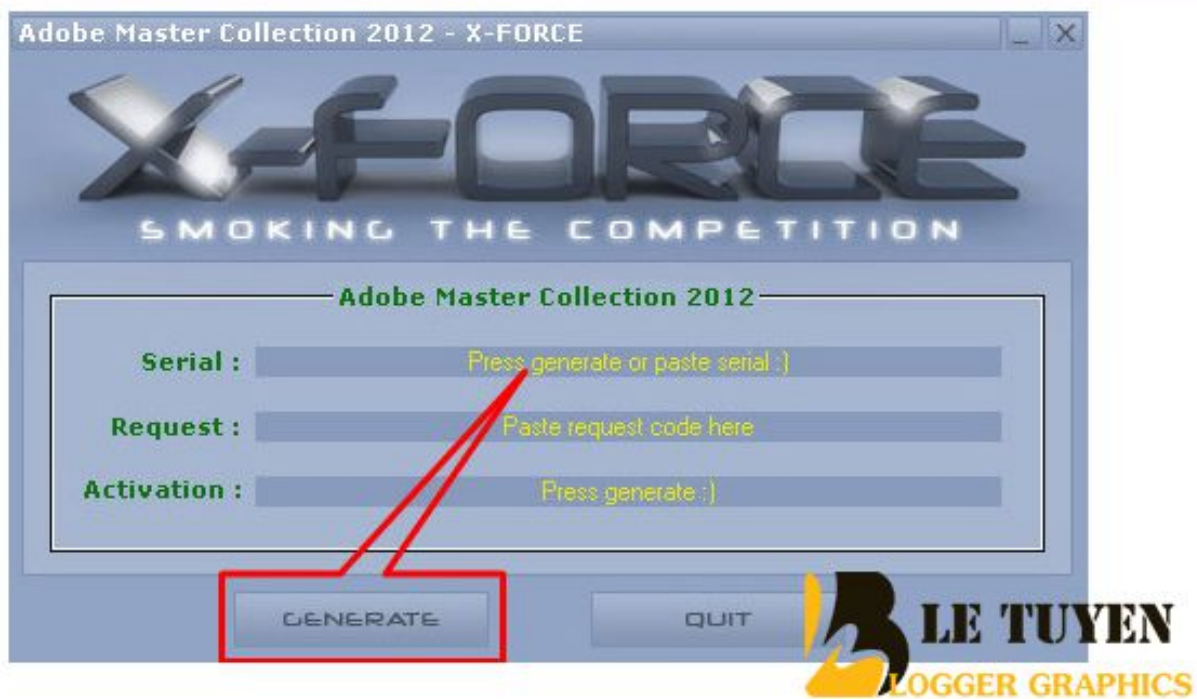 Adobe Master Collection 2012 - X-FORCE
X-FORCE
SMOKING THE COMPETITION
Adobe Master Collection 2012
Serial : Press generate or paste serial :)
Request : Paste request code here
Activation : Press generate :)
GENERATE QUIT
LE TUYEN
LOGGER GRAPHICS